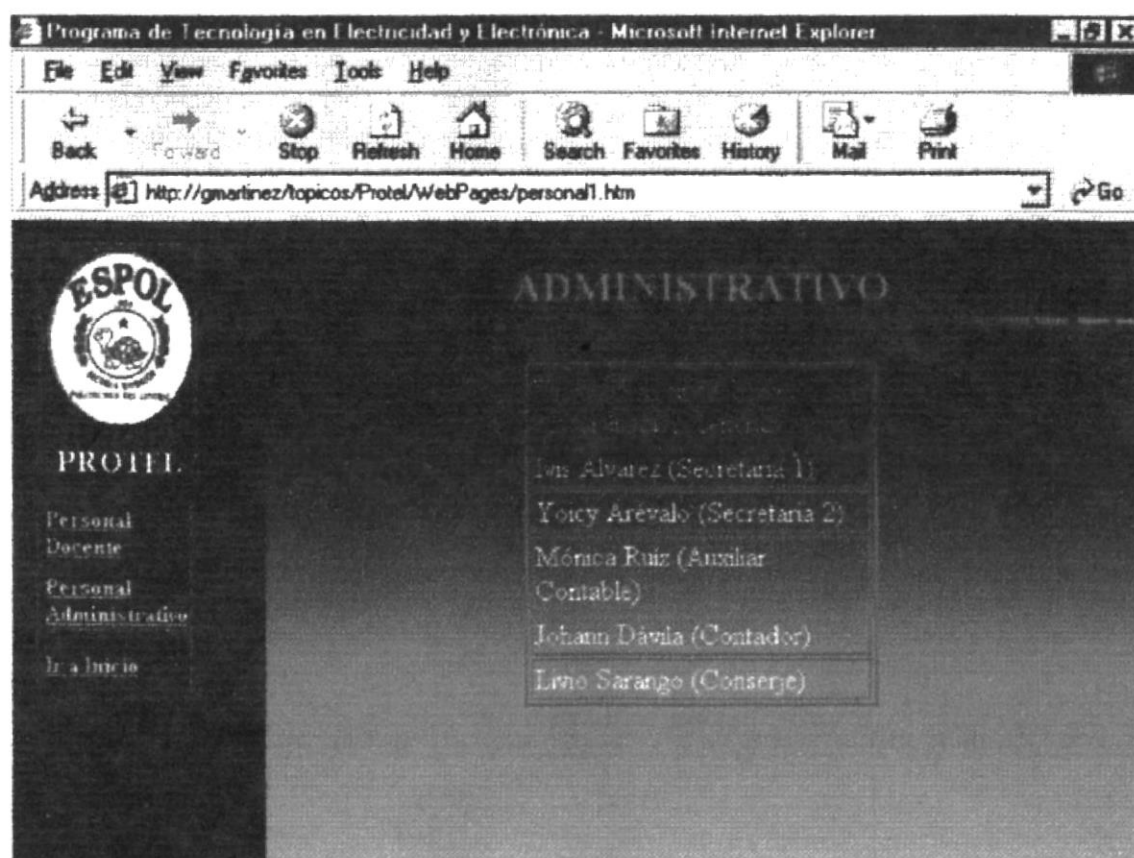 Programa de Tecnología en Electricidad y Electrónica - Microsoft Internet Explorer
File Edit View Favorites Tools Help
Back Forward Stop Refresh Home Search Favorites History Mail Print
Address http://gmartinez/topicos/Protel/WebPages/personal1.htm Go
ESPOL
PROTEL
Personal
Docente
Personal
Administrativo
Ir a Inicio
ADMINISTRATIVO
Alvarez (Secretaria 1)
Yoicy Arévalo (Secretaria 2)
Mónica Ruiz (Auxiliar
Contable)
Johann Dávila (Contador)
Livio Sarango (Conserje)